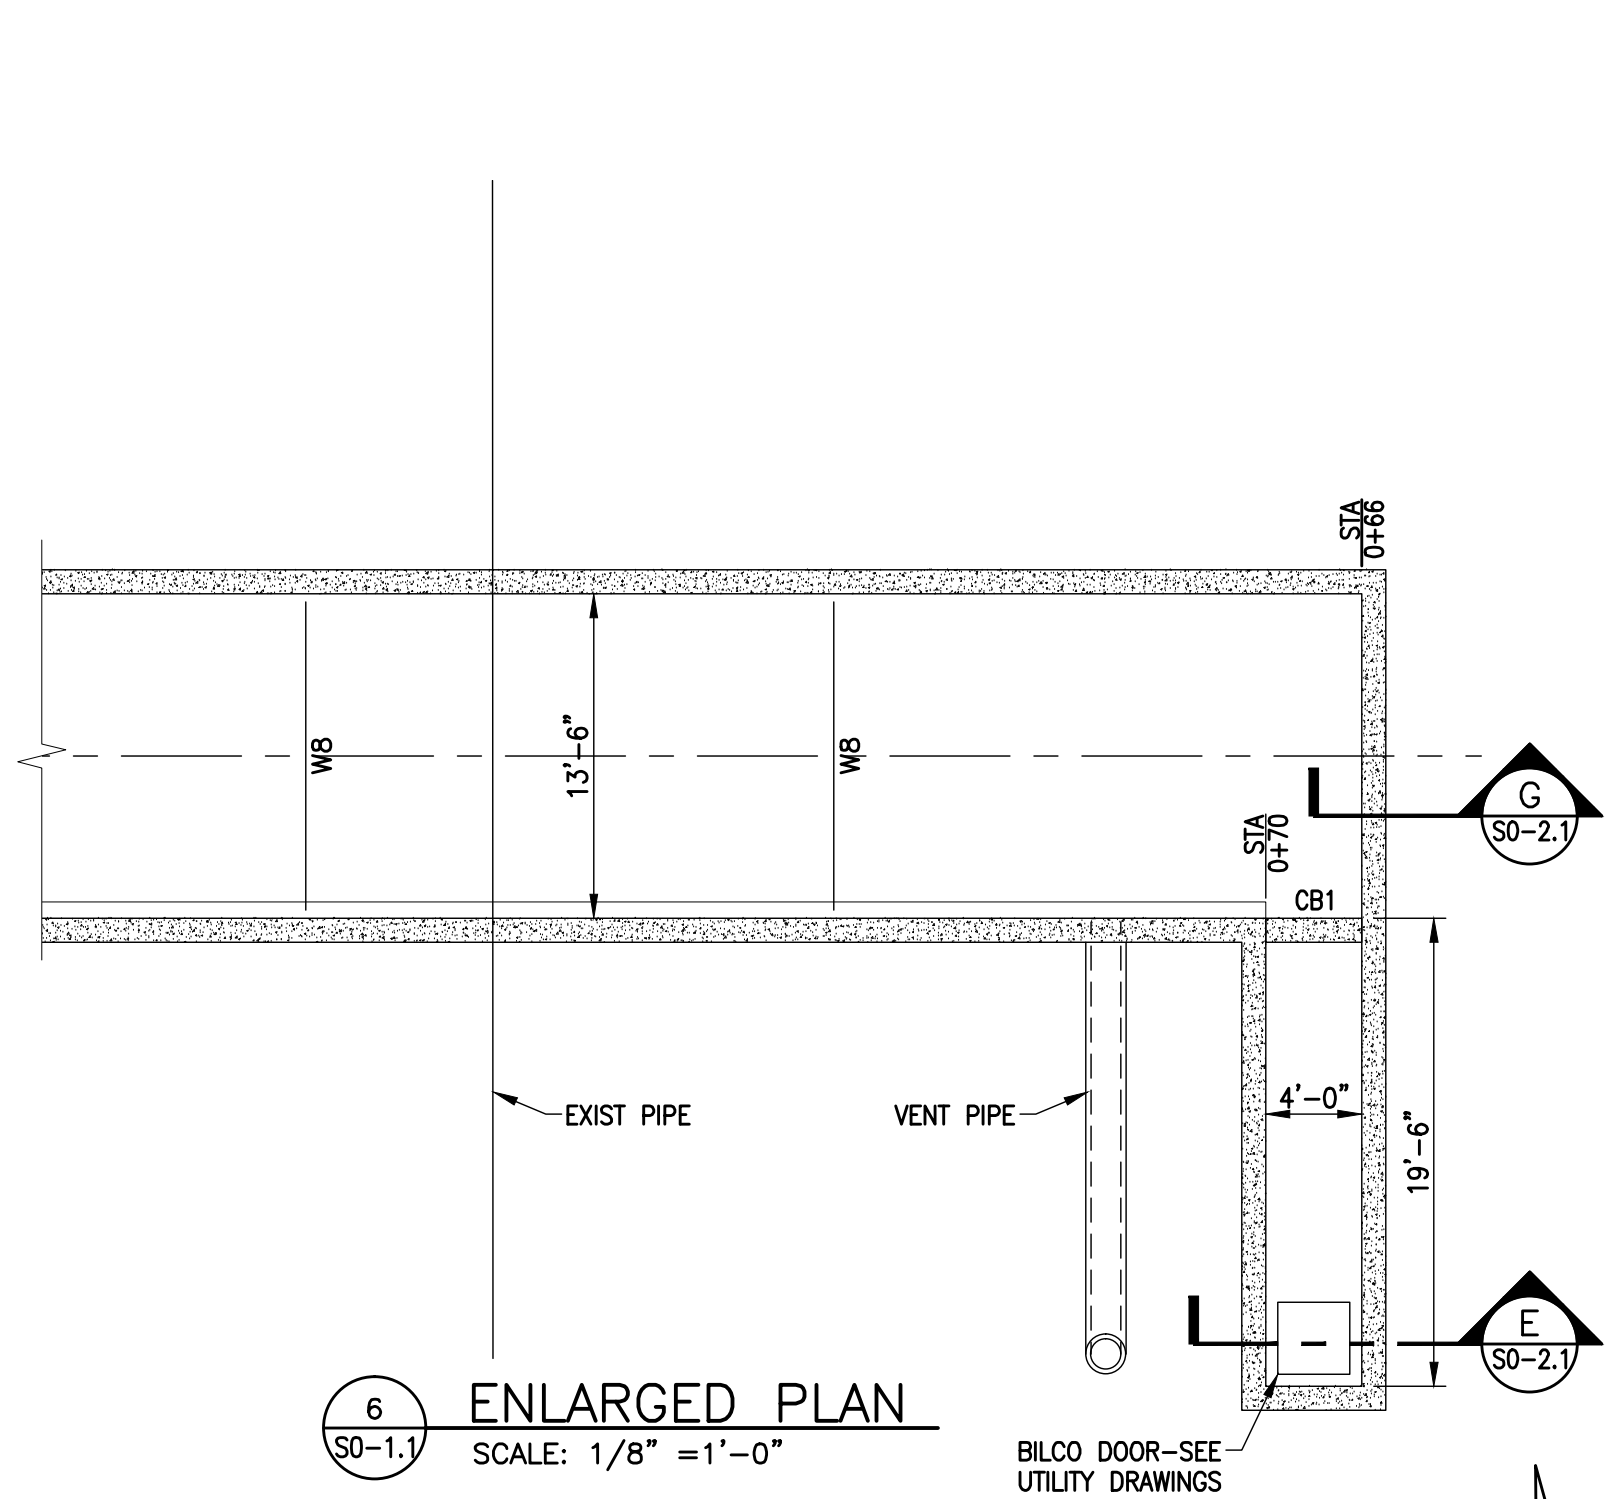 STA
0+66
W8
13'-6"
W8
G
S0-2.1
STA
0+70
CB1
EXIST PIPE
VENT PIPE
4'-0"
19'-6"
E
S0-2.1
6
S0-1.1
ENLARGED PLAN
SCALE: 1/8" =1'-0"
BILCO DOOR-SEE
UTILITY DRAWINGS